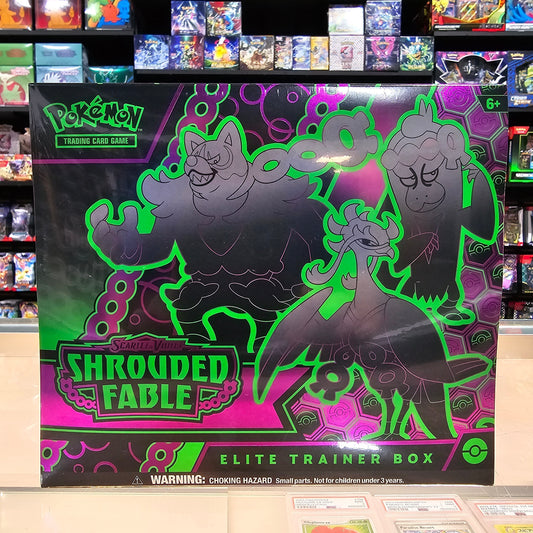 POKéMON
TRADING CARD GAME
6+
SCARLET & VIOLET
SHROUDED
FABLE
ELITE TRAINER BOX
WARNING: CHOKING HAZARD Small parts. Not for children under 3 years.